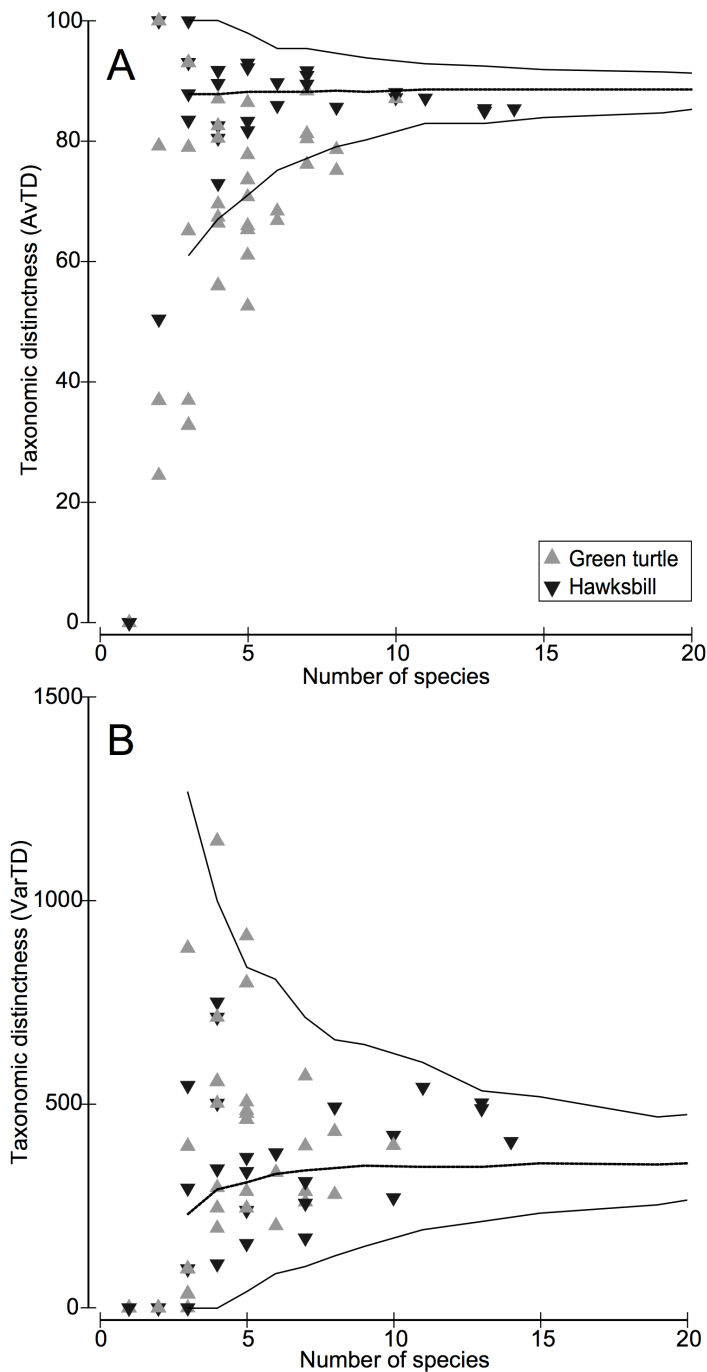 A
Taxonomic distinctness (AvTD)
100
80
60
40
20
0
Green turtle
Hawksbill
0 5 10 15 20
Number of species
B
Taxonomic distinctness (VarTD)
1500
1000
500
0
0 5 10 15 20
Number of species